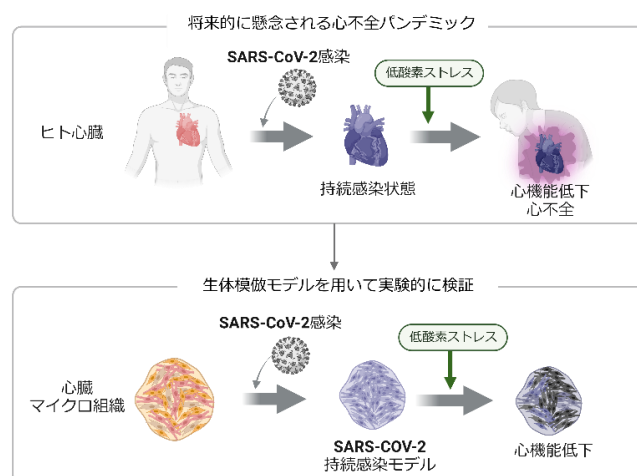 将来的に懸念される心不全パンデミック
SARS-CoV-2感染
低酸素ストレス
ヒト心臓
持続感染状態
心機能低下
心不全
生体模倣モデルを用いて実験的に検証
SARS-CoV-2感染
低酸素ストレス
心臓
マイクロ組織
SARS-COV-2
持続感染モデル
心機能低下